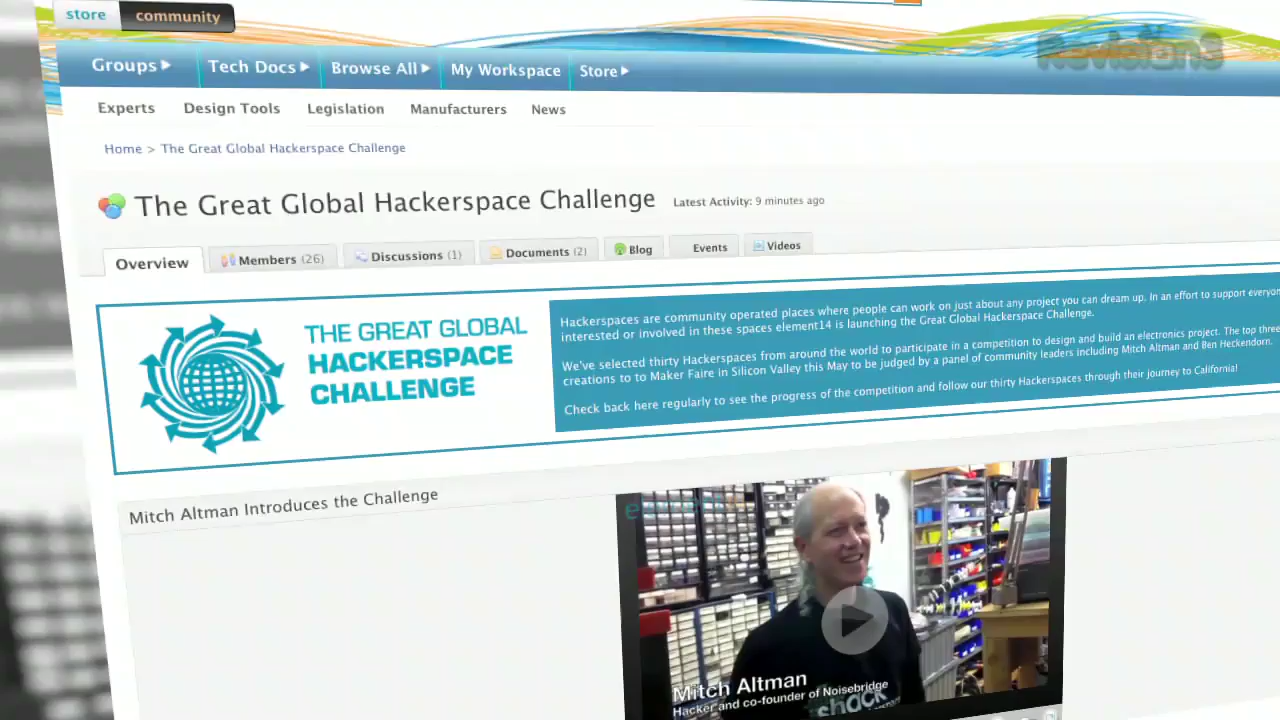 store community
Revision3
Groups Tech Docs Browse All My Workspace Store
Experts Design Tools Legislation Manufacturers News
Home > The Great Global Hackerspace Challenge
The Great Global Hackerspace Challenge Latest Activity: 9 minutes ago
Overview Members (26) Discussions (1) Documents (2) Blog Events Videos
THE GREAT GLOBAL
HACKERSPACE
CHALLENGE
Hackerspaces are community operated places where people can work on just about any project you can dream up. In an effort to support everyon
interested or involved in these spaces element14 is launching the Great Global Hackerspace Challenge.
We've selected thirty Hackerspaces from around the world to participate in a competition to design and build an electronics project. The top three
creations to to Maker Faire in Silicon Valley this May to be judged by a panel of community leaders including Mitch Altman and Ben Heckendorn.
Check back here regularly to see the progress of the competition and follow our thirty Hackerspaces through their journey to California!
Mitch Altman Introduces the Challenge
Mitch Altman
Hacker and co-founder of Noisebridge
shack